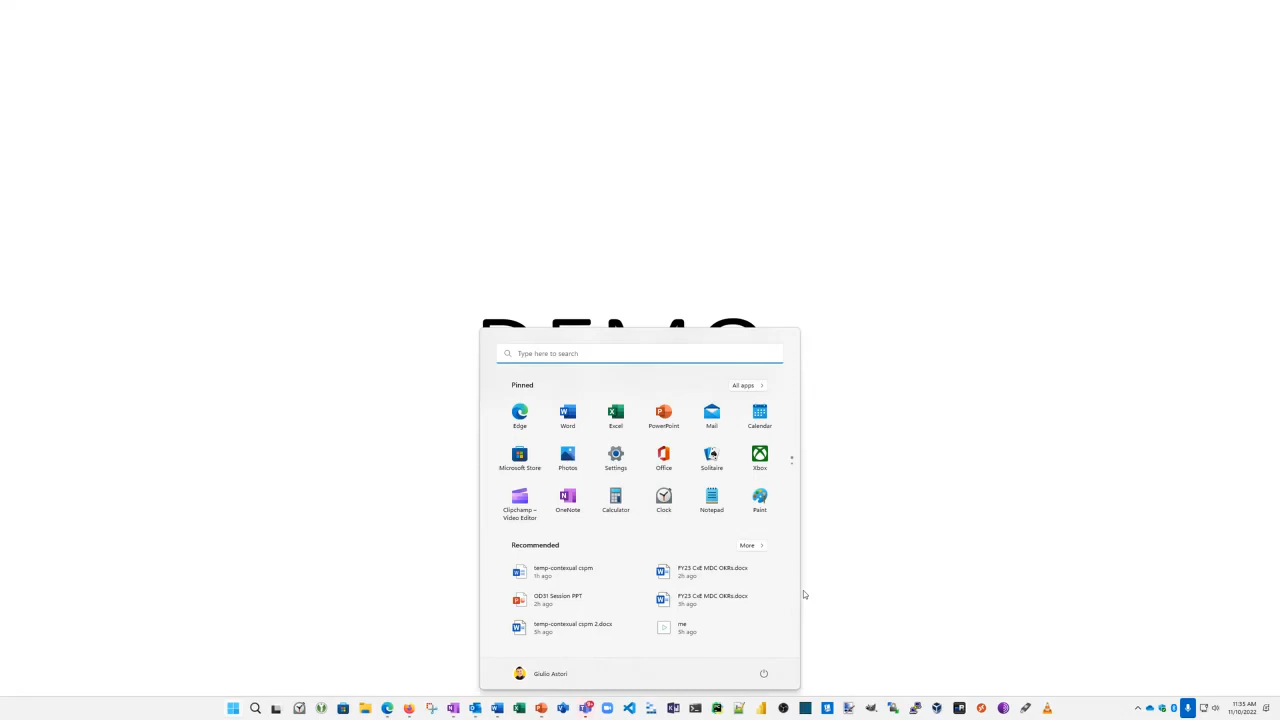 DEMO
Type here to search
Pinned
All apps
Edge
Word
Excel
PowerPoint
Mail
Calendar
Microsoft Store
Photos
Settings
Office
Solitaire
Xbox
Clipchamp –
Video Editor
OneNote
Calculator
Clock
Notepad
Paint
Recommended
More
temp-contexual cspm
1h ago
FY23 CxE MDC OKRs.docx
2h ago
OD31 Session PPT
2h ago
FY23 CxE MDC OKRs.docx
3h ago
temp-contexual cspm 2.docx
5h ago
me
5h ago
Giulio Astori
11:35 AM
11/10/2022